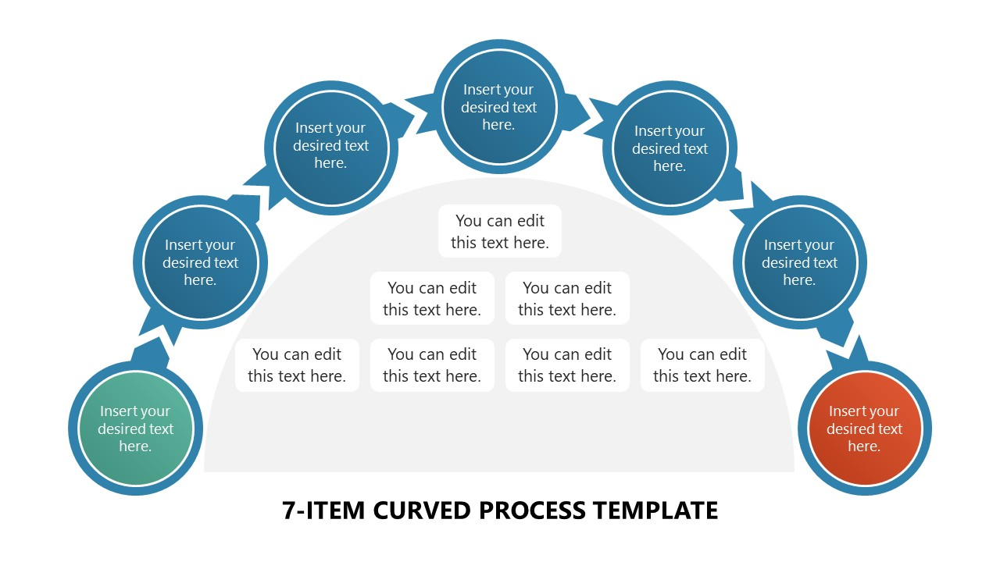 Insert your
desired text
here.
Insert your
desired text
here.
Insert your
desired text
here.
Insert your
desired text
here.
Insert your
desired text
here.
Insert your
desired text
here.
Insert your
desired text
here.
You can edit
this text here.
You can edit
this text here.
You can edit
this text here.
You can edit
this text here.
You can edit
this text here.
You can edit
this text here.
You can edit
this text here.
7-ITEM CURVED PROCESS TEMPLATE